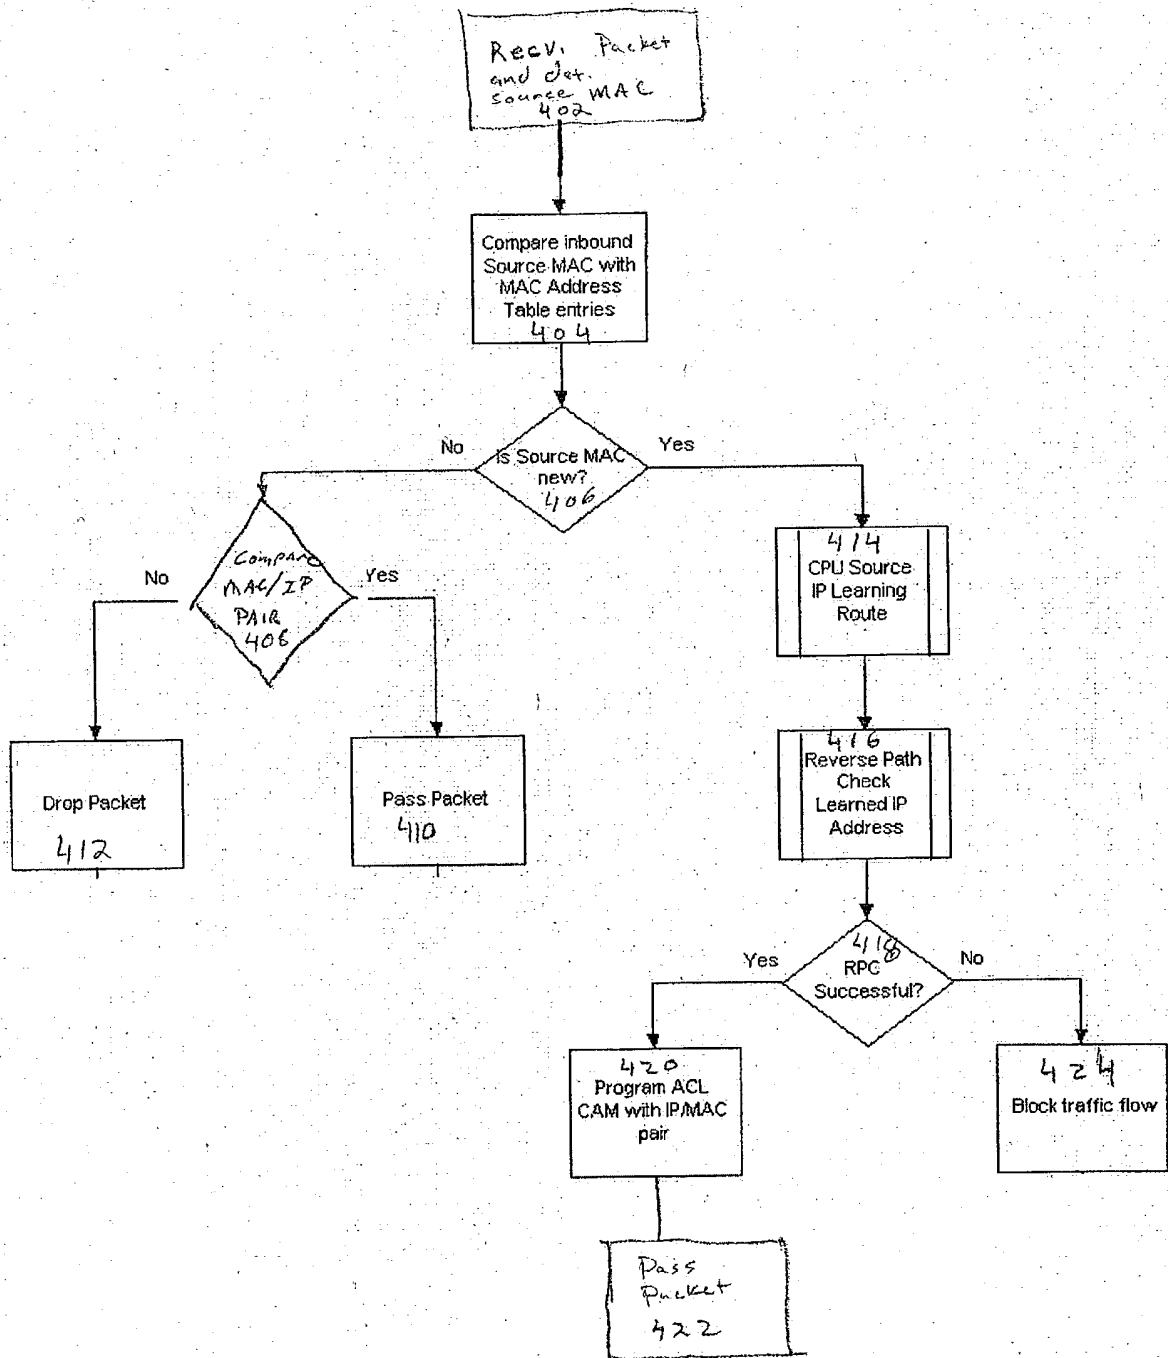 Recv. Packet
and det.
source MAC
402
Compare inbound
Source MAC with
MAC Address
Table entries
404
No
Is Source MAC
new?
406
Yes
No
Compare
MAC/IP
PAIR
408
Yes
414
CPU Source
IP Learning
Route
Drop Packet
412
Pass Packet
410
416
Reverse Path
Check
Learned IP
Address
Yes
418
RPC
Successful?
No
420
Program ACL
CAM with IP/MAC
pair
424
Block traffic flow
Pass
Packet
422